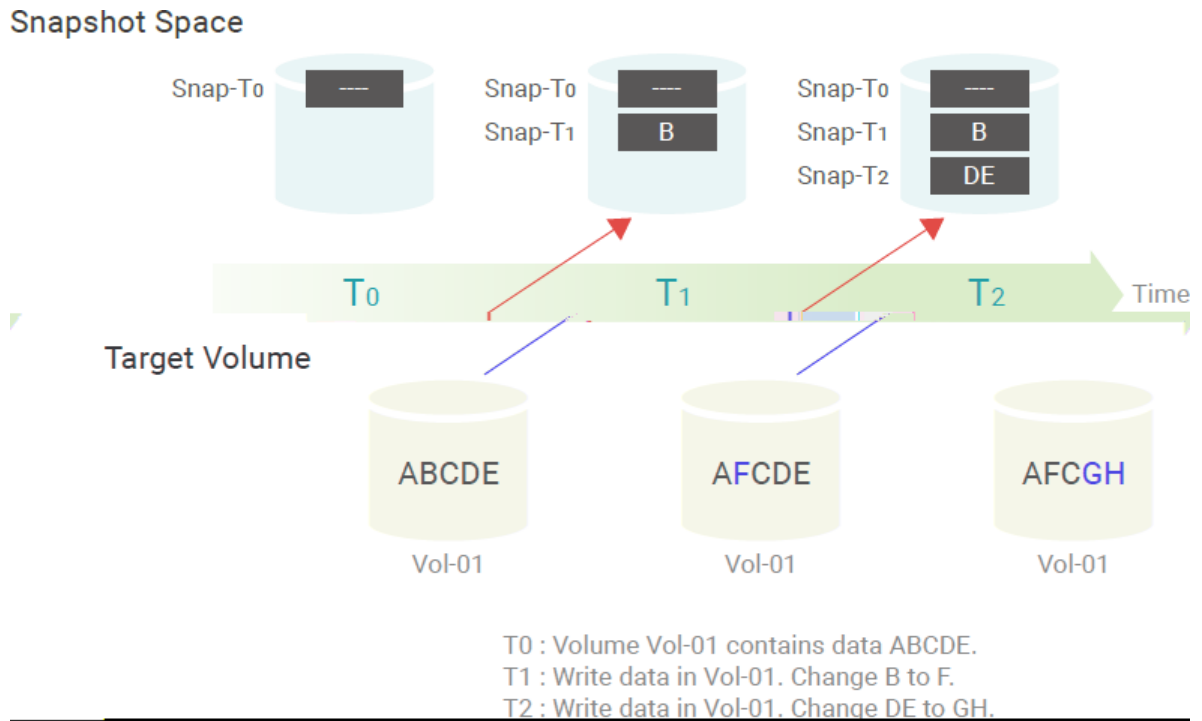 Snapshot Space
Snap-T0 ----
Snap-T0 ----
Snap-T1 B
Snap-T0 ----
Snap-T1 B
Snap-T2 DE
T0 T1 T2 Time
Target Volume
ABCDE AFCDE AFCGH
Vol-01 Vol-01 Vol-01
T0 : Volume Vol-01 contains data ABCDE.
T1 : Write data in Vol-01. Change B to F.
T2 : Write data in Vol-01. Change DE to GH.